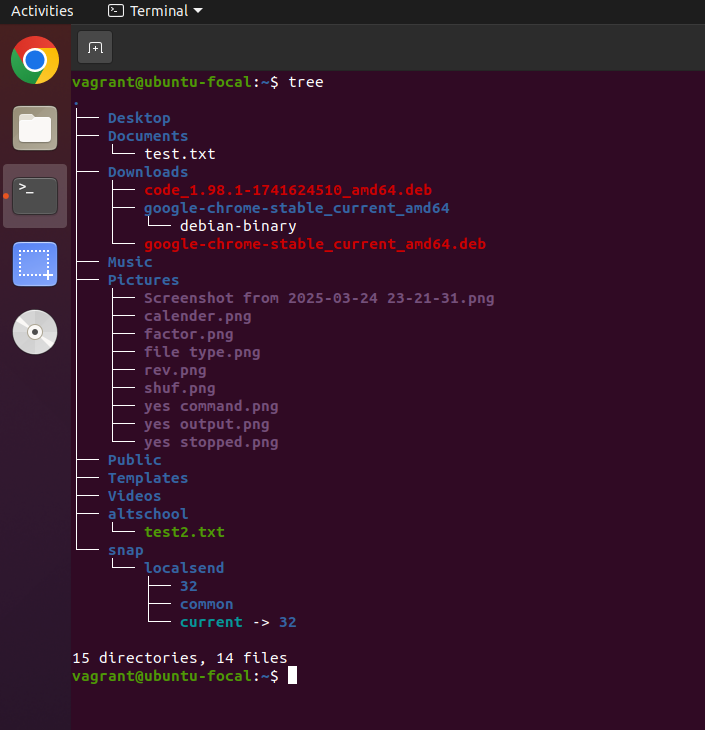 Activities Terminal
vagrant@ubuntu-focal:~$ tree
.
├── Desktop
├── Documents
│   └── test.txt
├── Downloads
│   ├── code_1.98.1-1741624510_amd64.deb
│   ├── google-chrome-stable_current_amd64
│   │   └── debian-binary
│   └── google-chrome-stable_current_amd64.deb
├── Music
├── Pictures
│   ├── Screenshot from 2025-03-24 23-21-31.png
│   ├── calender.png
│   ├── factor.png
│   ├── file type.png
│   ├── rev.png
│   ├── shuf.png
│   ├── yes command.png
│   ├── yes output.png
│   └── yes stopped.png
├── Public
├── Templates
├── Videos
├── altschool
│   └── test2.txt
└── snap
    └── localsend
        ├── 32
        ├── common
        └── current -> 32
15 directories, 14 files
vagrant@ubuntu-focal:~$